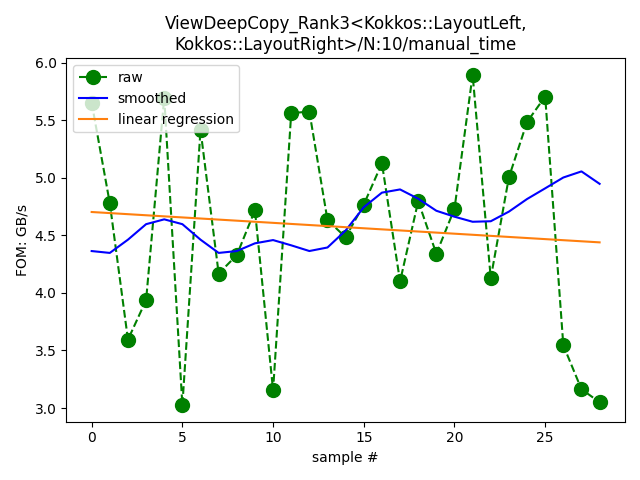 ViewDeepCopy_Rank3<Kokkos::LayoutLeft,
Kokkos::LayoutRight>/N:10/manual_time
raw
smoothed
linear regression
FOM: GB/s
6.0
5.5
5.0
4.5
4.0
3.5
3.0
0 5 10 15 20 25
sample #